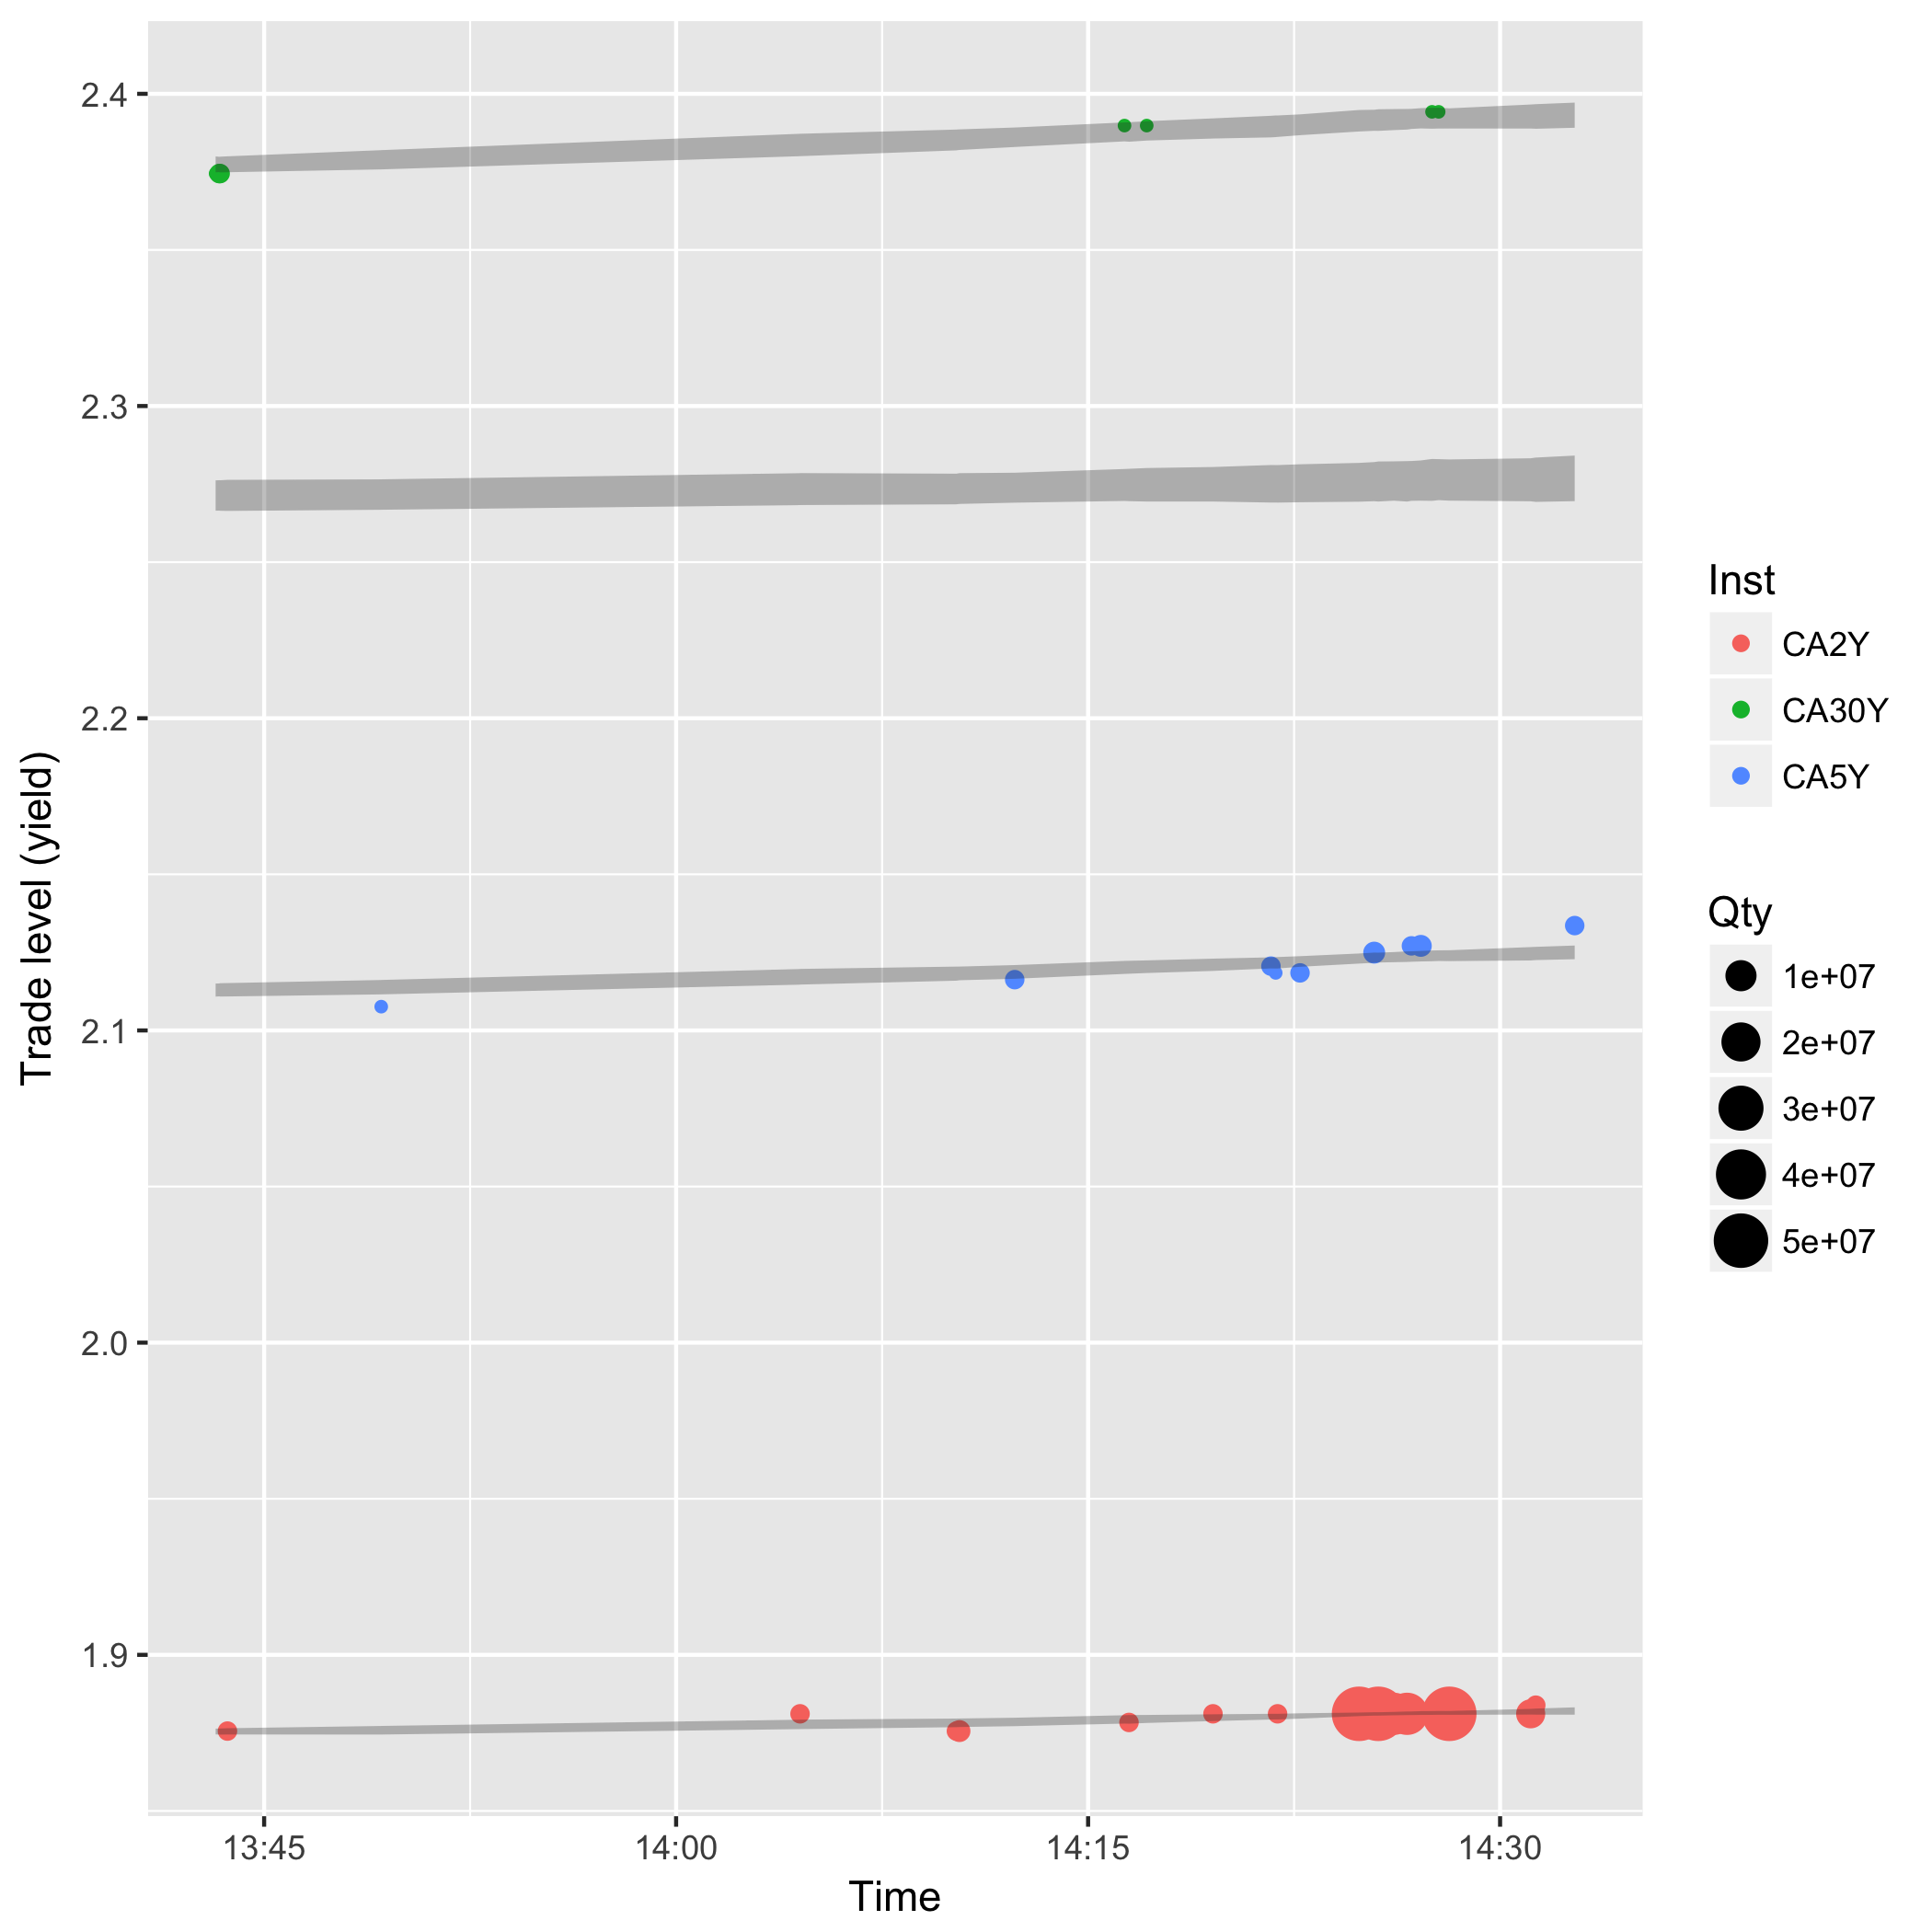 2.4
2.3
2.2
2.1
2.0
1.9
Trade level (yield)
13:45
14:00
14:15
14:30
Time
Inst
CA2Y
CA30Y
CA5Y
Qty
1e+07
2e+07
3e+07
4e+07
5e+07